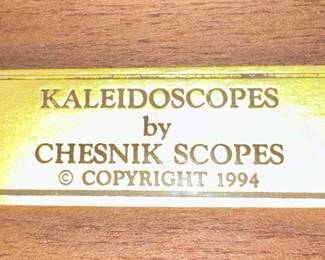 KALEIDOSCOPES
by
CHESNIK SCOPES
© COPYRIGHT 1994